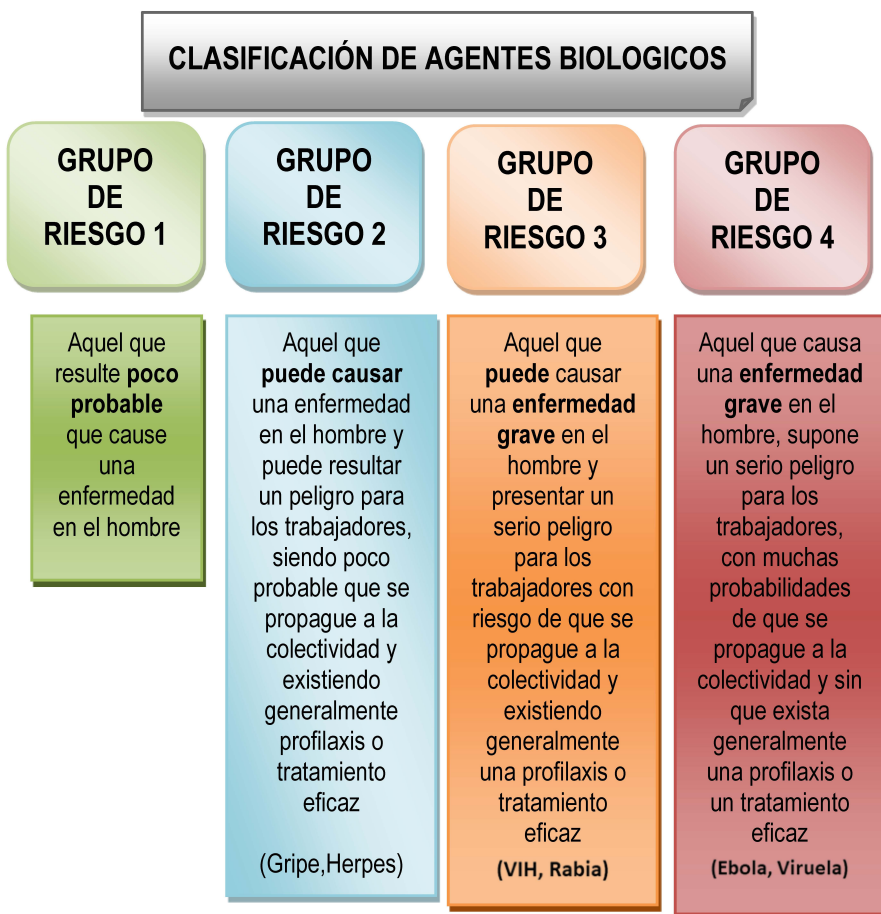 CLASIFICACIÓN DE AGENTES BIOLOGICOS
GRUPO
DE
RIESGO 1
GRUPO
DE
RIESGO 2
GRUPO
DE
RIESGO 3
GRUPO
DE
RIESGO 4
Aquel que
resulte poco
probable
que cause
una
enfermedad
en el hombre
Aquel que
puede causar
una enfermedad
en el hombre y
puede resultar
un peligro para
los trabajadores,
siendo poco
probable que se
propague a la
colectividad y
existiendo
generalmente
profilaxis o
tratamiento
eficaz
(Gripe,Herpes)
Aquel que
puede causar
una enfermedad
grave en el
hombre y
presentar un
serio peligro
para los
trabajadores con
riesgo de que se
propague a la
colectividad y
existiendo
generalmente
una profilaxis o
tratamiento
eficaz
(VIH, Rabia)
Aquel que causa
una enfermedad
grave en el
hombre, supone
un serio peligro
para los
trabajadores,
con muchas
probabilidades
de que se
propague a la
colectividad y sin
que exista
generalmente
una profilaxis o
un tratamiento
eficaz
(Ebola, Viruela)